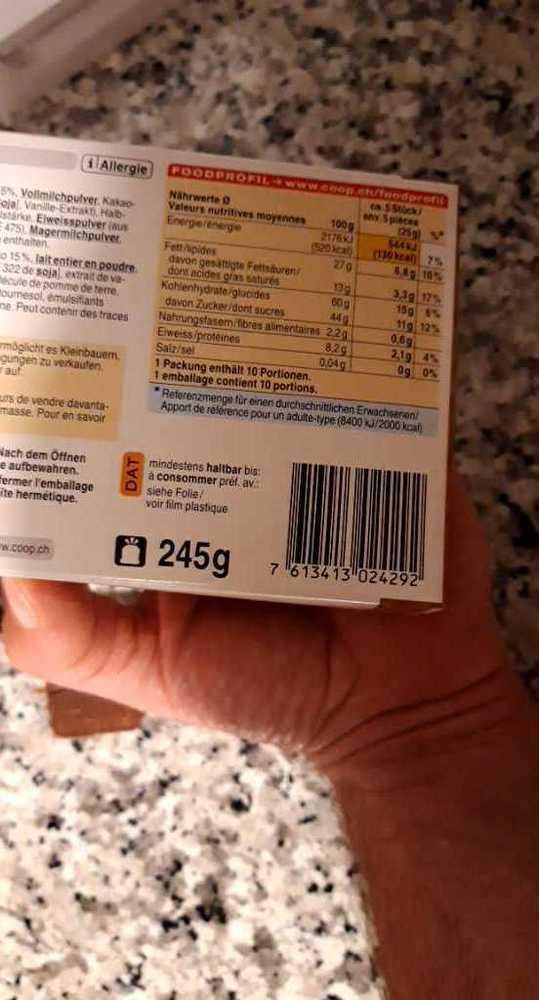 i Allergie
5%, Vollmilchpulver, Kakao-
Vanille-Extrakt), Halb-
Eiweisspulver (aus
E 475), Magermilchpulver,
enthalten.
o 15%, lait entier en poudre,
322 de soja), extrait de va-
pomme de terre,
tournesol, émulsifiants
Peut contenir des traces
rmöglicht es Kleinbauern,
gungen zu verkaufen.
auf
urs de vendre davanta-
masse. Pour en savoir
Nach dem Öffnen
e aufbewahren.
fermer l'emballage
ite hermétique.
w.coop.ch
FOODPROFIL → www.coop.ch/foodprofil
Nährwerte Ø
Valeurs nutritives moyennes 100g ca. 5 Stück/ env. 5 pièces (25g) %*
Energie/énergie 2176 kJ 544 kJ
(520 kcal) (130 kcal) 7%
Fett/lipides 27g 6,8g 10%
davon gesättigte Fettsäuren/
dont acides gras saturés 13g 3,3g 17%
Kohlenhydrate/glucides 60g 15g 6%
davon Zucker/dont sucres 44g 11g 12%
Nahrungsfasern/fibres alimentaires 2,2g 0,6g
Eiweiss/protéines 8,2g 2,1g 4%
Salz/sel 0,04g 0g 0%
1 Packung enthält 10 Portionen.
1 emballage contient 10 portions.
* Referenzmenge für einen durchschnittlichen Erwachsenen/
Apport de référence pour un adulte-type (8400 kJ/2000 kcal)
DAT
mindestens haltbar bis:
à consommer préf. av.:
siehe Folie/
voir film plastique
245g
7 613413 024292